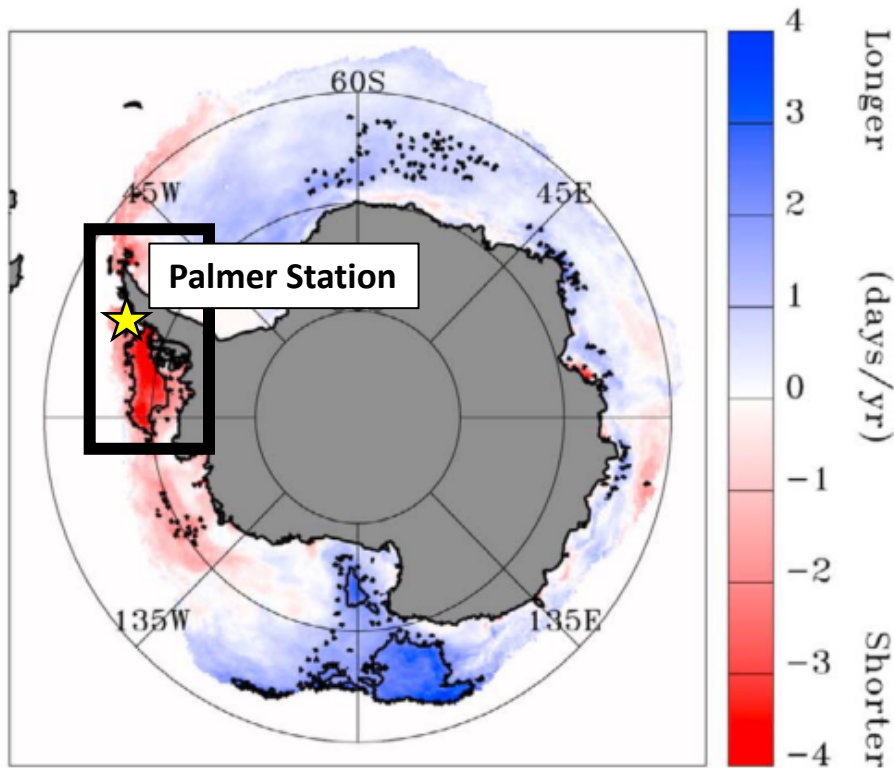 60S
45W
45E
Palmer Station
135W
135E
4
3
2
1
0
−1
−2
−3
−4
Longer
(days/yr)
Shorter